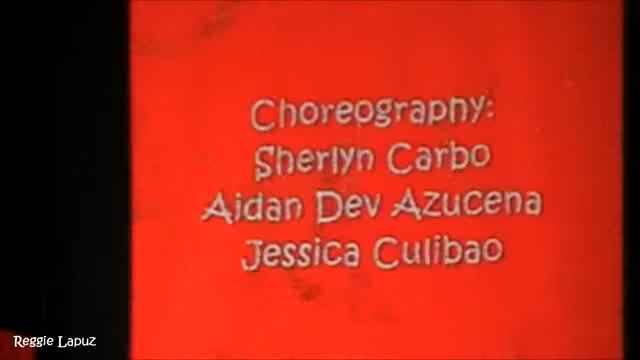 Choreography:
Sherlyn Carbo
Aidan Dev Azucena
Jessica Culibao
Reggie Lapuz